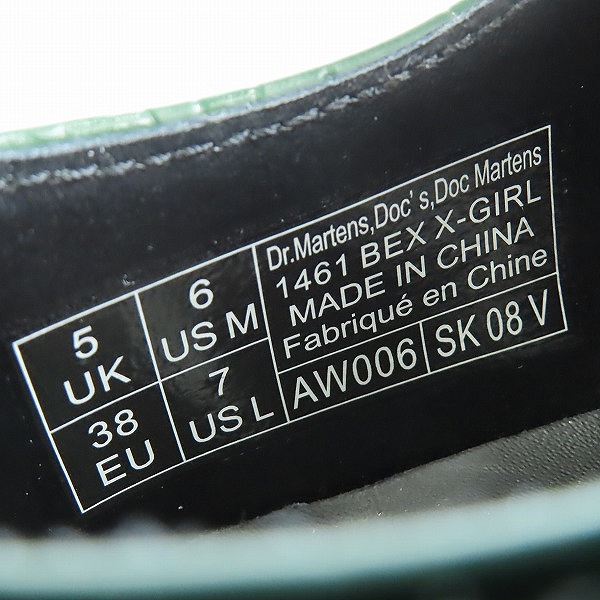 5
UK
6
US M
38
EU
7
US L
Dr.Martens,Doc's,Doc Martens
1461 BEX X-GIRL
MADE IN CHINA
Fabriqué en Chine
AW006 SK 08 V